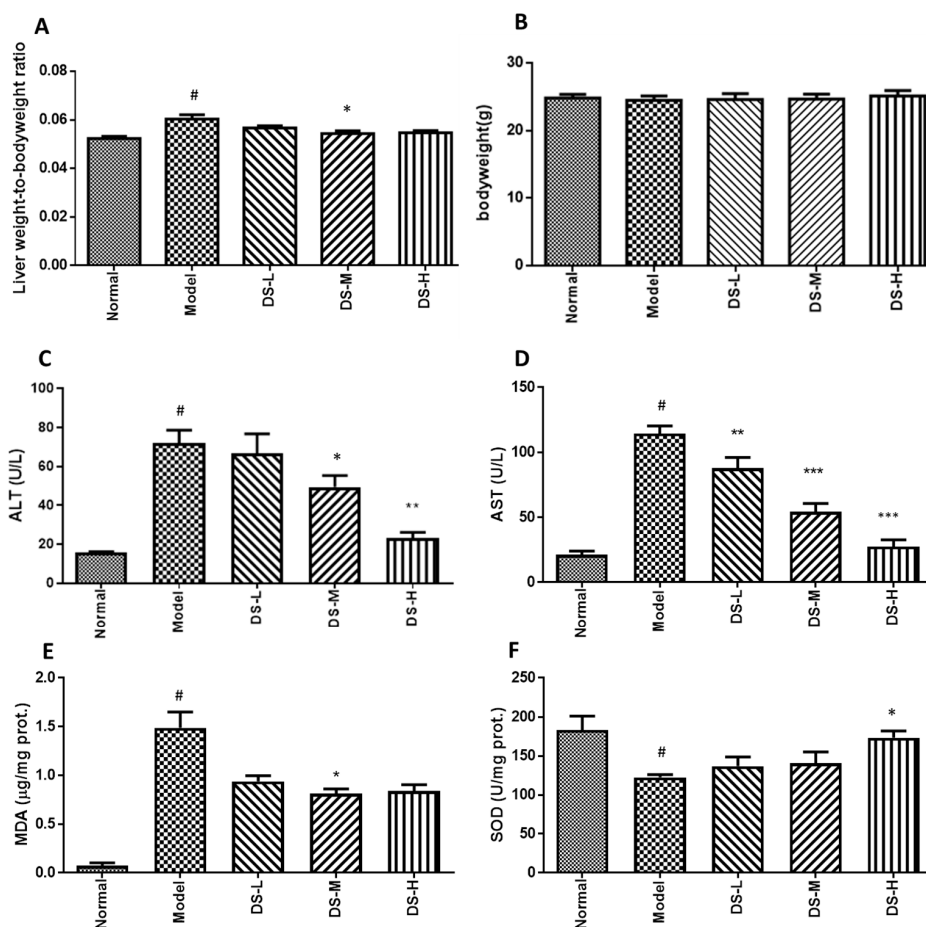 A
Liver weight-to-bodyweight ratio
0.08
0.06
0.04
0.02
0.00
#
*
Normal
Model
DS-L
DS-M
DS-H
B
bodyweight(g)
30
20
10
0
Normal
Model
DS-L
DS-M
DS-H
C
ALT (U/L)
100
80
60
40
20
0
#
*
**
Normal
Model
DS-L
DS-M
DS-H
D
AST (U/L)
150
100
50
0
#
**
***
***
Normal
Model
DS-L
DS-M
DS-H
E
MDA (µg/mg prot.)
2.0
1.5
1.0
0.5
0.0
#
*
Normal
Model
DS-L
DS-M
DS-H
F
SOD (U/mg prot.)
250
200
150
100
50
0
#
*
Normal
Model
DS-L
DS-M
DS-H